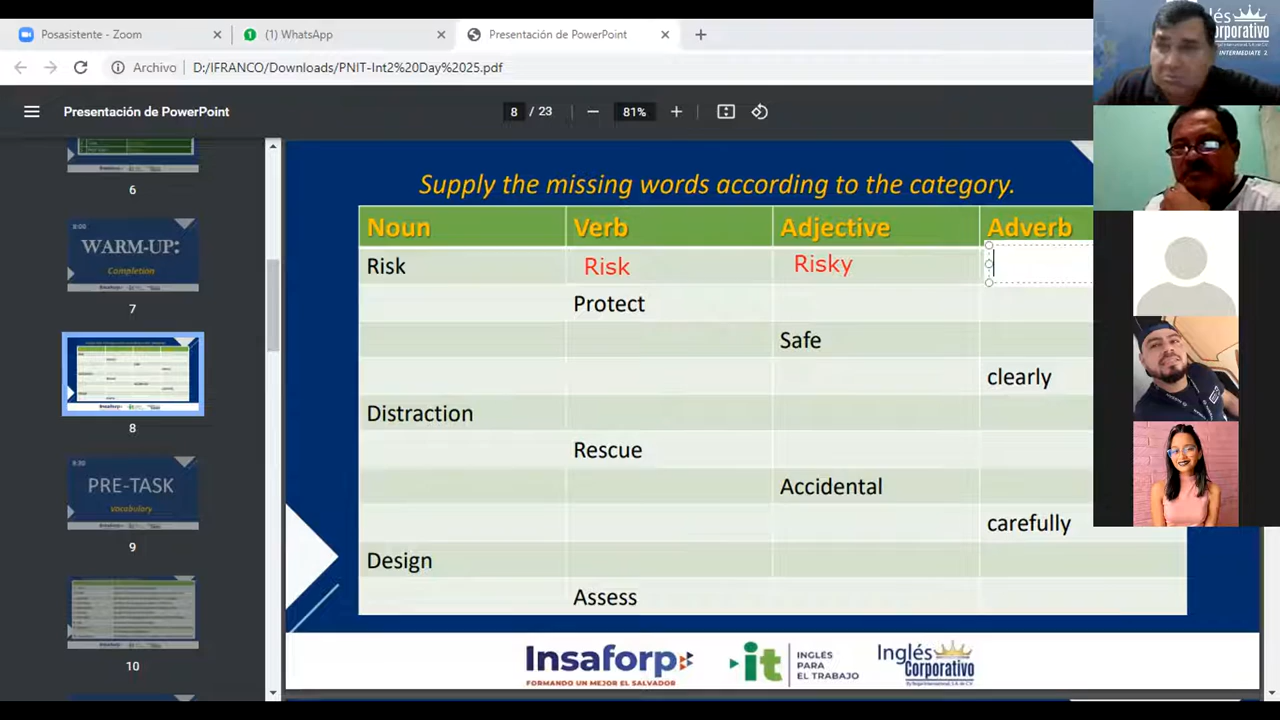 Posasistente - Zoom
(1) WhatsApp
Presentación de PowerPoint
Archivo
D:/IFRANCO/Downloads/PNIT-Int2%20Day%2025.pdf
Presentación de PowerPoint
8 / 23
81%
6
WARM-UP:
Completion
7
8
PRE-TASK
Vocabulary
9
10
Supply the missing words according to the category.
Noun Verb Adjective Adverb
Risk Risk Risky
Protect
Safe
clearly
Distraction
Rescue
Accidental
carefully
Design
Assess
Insaforp
FORMANDO UN MEJOR EL SALVADOR
it
INGLÉS
PARA
EL TRABAJO
Inglés
Corporativo
INTERMEDIATE 2